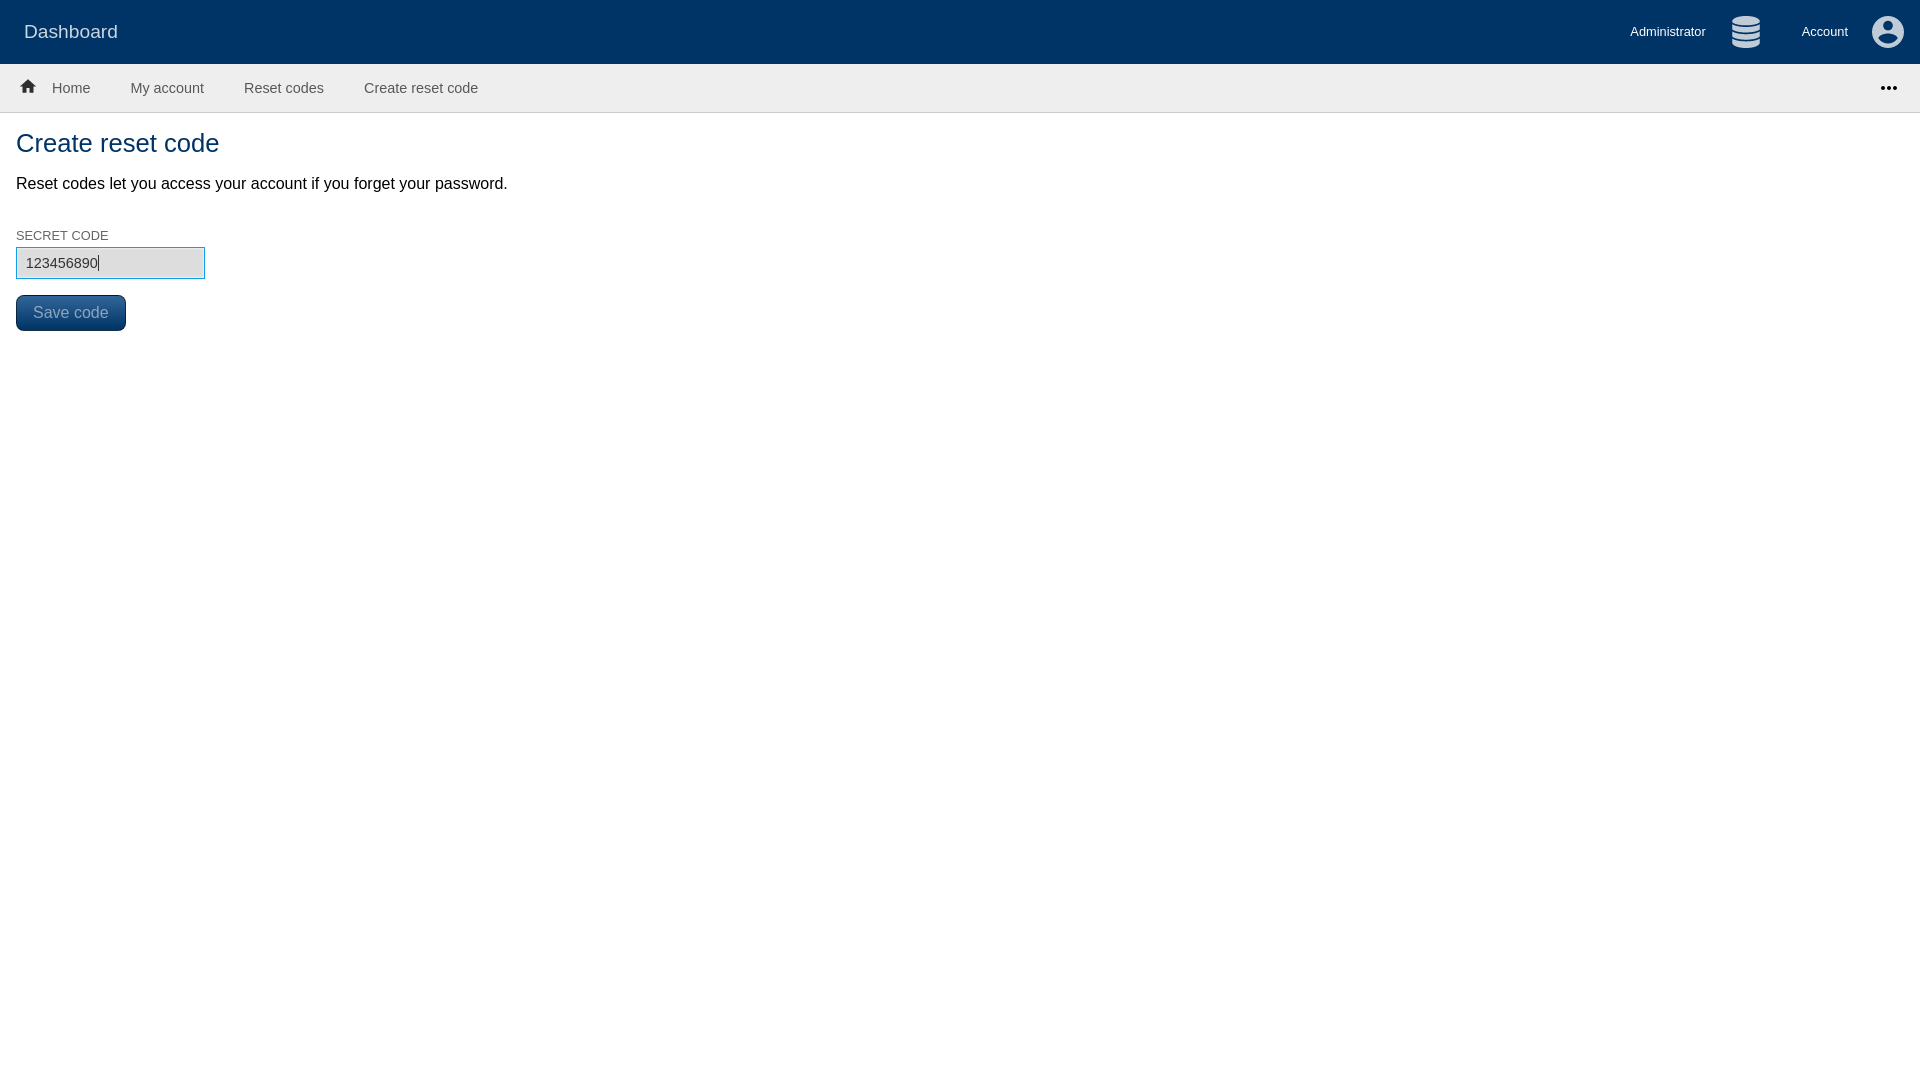 Dashboard
Administrator
Account
Home
My account
Reset codes
Create reset code
Create reset code
Reset codes let you access your account if you forget your password.
SECRET CODE
123456890
Save code